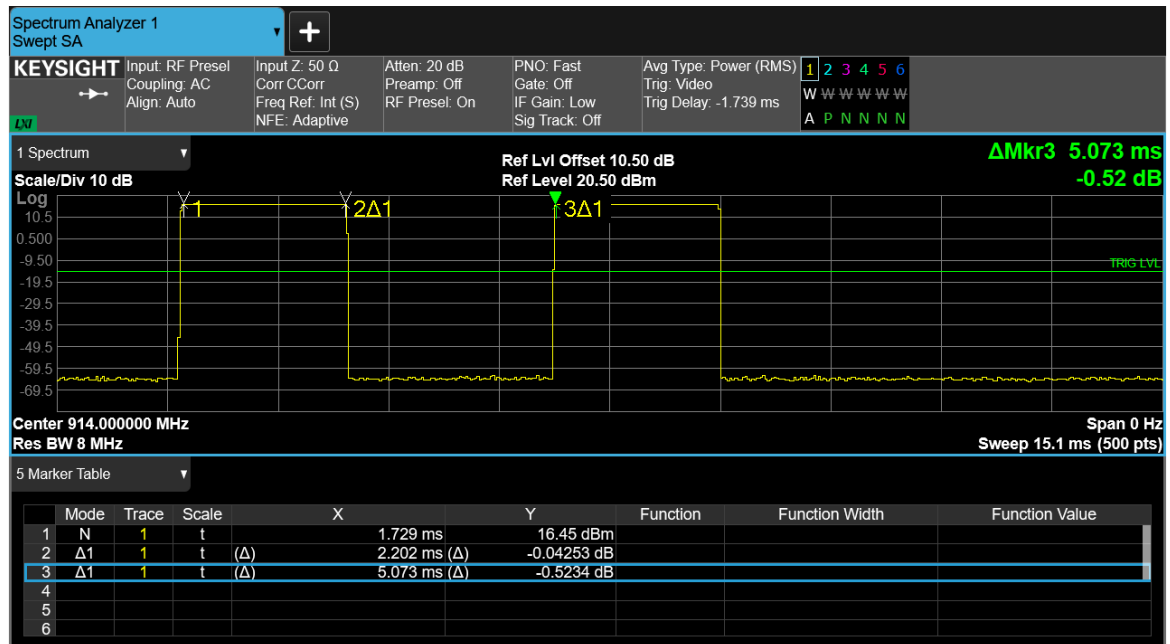 Spectrum Analyzer 1
Swept SA
+
KEYSIGHT
LXI
Input: RF Presel
Coupling: AC
Align: Auto
Input Z: 50 Ω
Corr CCorr
Freq Ref: Int (S)
NFE: Adaptive
Atten: 20 dB
Preamp: Off
RF Presel: On
PNO: Fast
Gate: Off
IF Gain: Low
Sig Track: Off
Avg Type: Power (RMS)
Trig: Video
Trig Delay: -1.739 ms
1 2 3 4 5 6
W W W W W W
A P N N N N
1 Spectrum
Scale/Div 10 dB
Ref Lvl Offset 10.50 dB
Ref Level 20.50 dBm
ΔMkr3 5.073 ms
-0.52 dB
Log
1
2Δ1
3Δ1
10.5
0.500
-9.50
TRIG LVL
-19.5
-29.5
-39.5
-49.5
-59.5
-69.5
Center 914.000000 MHz
Span 0 Hz
Res BW 8 MHz
Sweep 15.1 ms (500 pts)
5 Marker Table
Mode Trace Scale X Y Function Function Width Function Value
1 N 1 t 1.729 ms 16.45 dBm
2 Δ1 1 t (Δ) 2.202 ms (Δ) -0.04253 dB
3 Δ1 1 t (Δ) 5.073 ms (Δ) -0.5234 dB
4
5
6